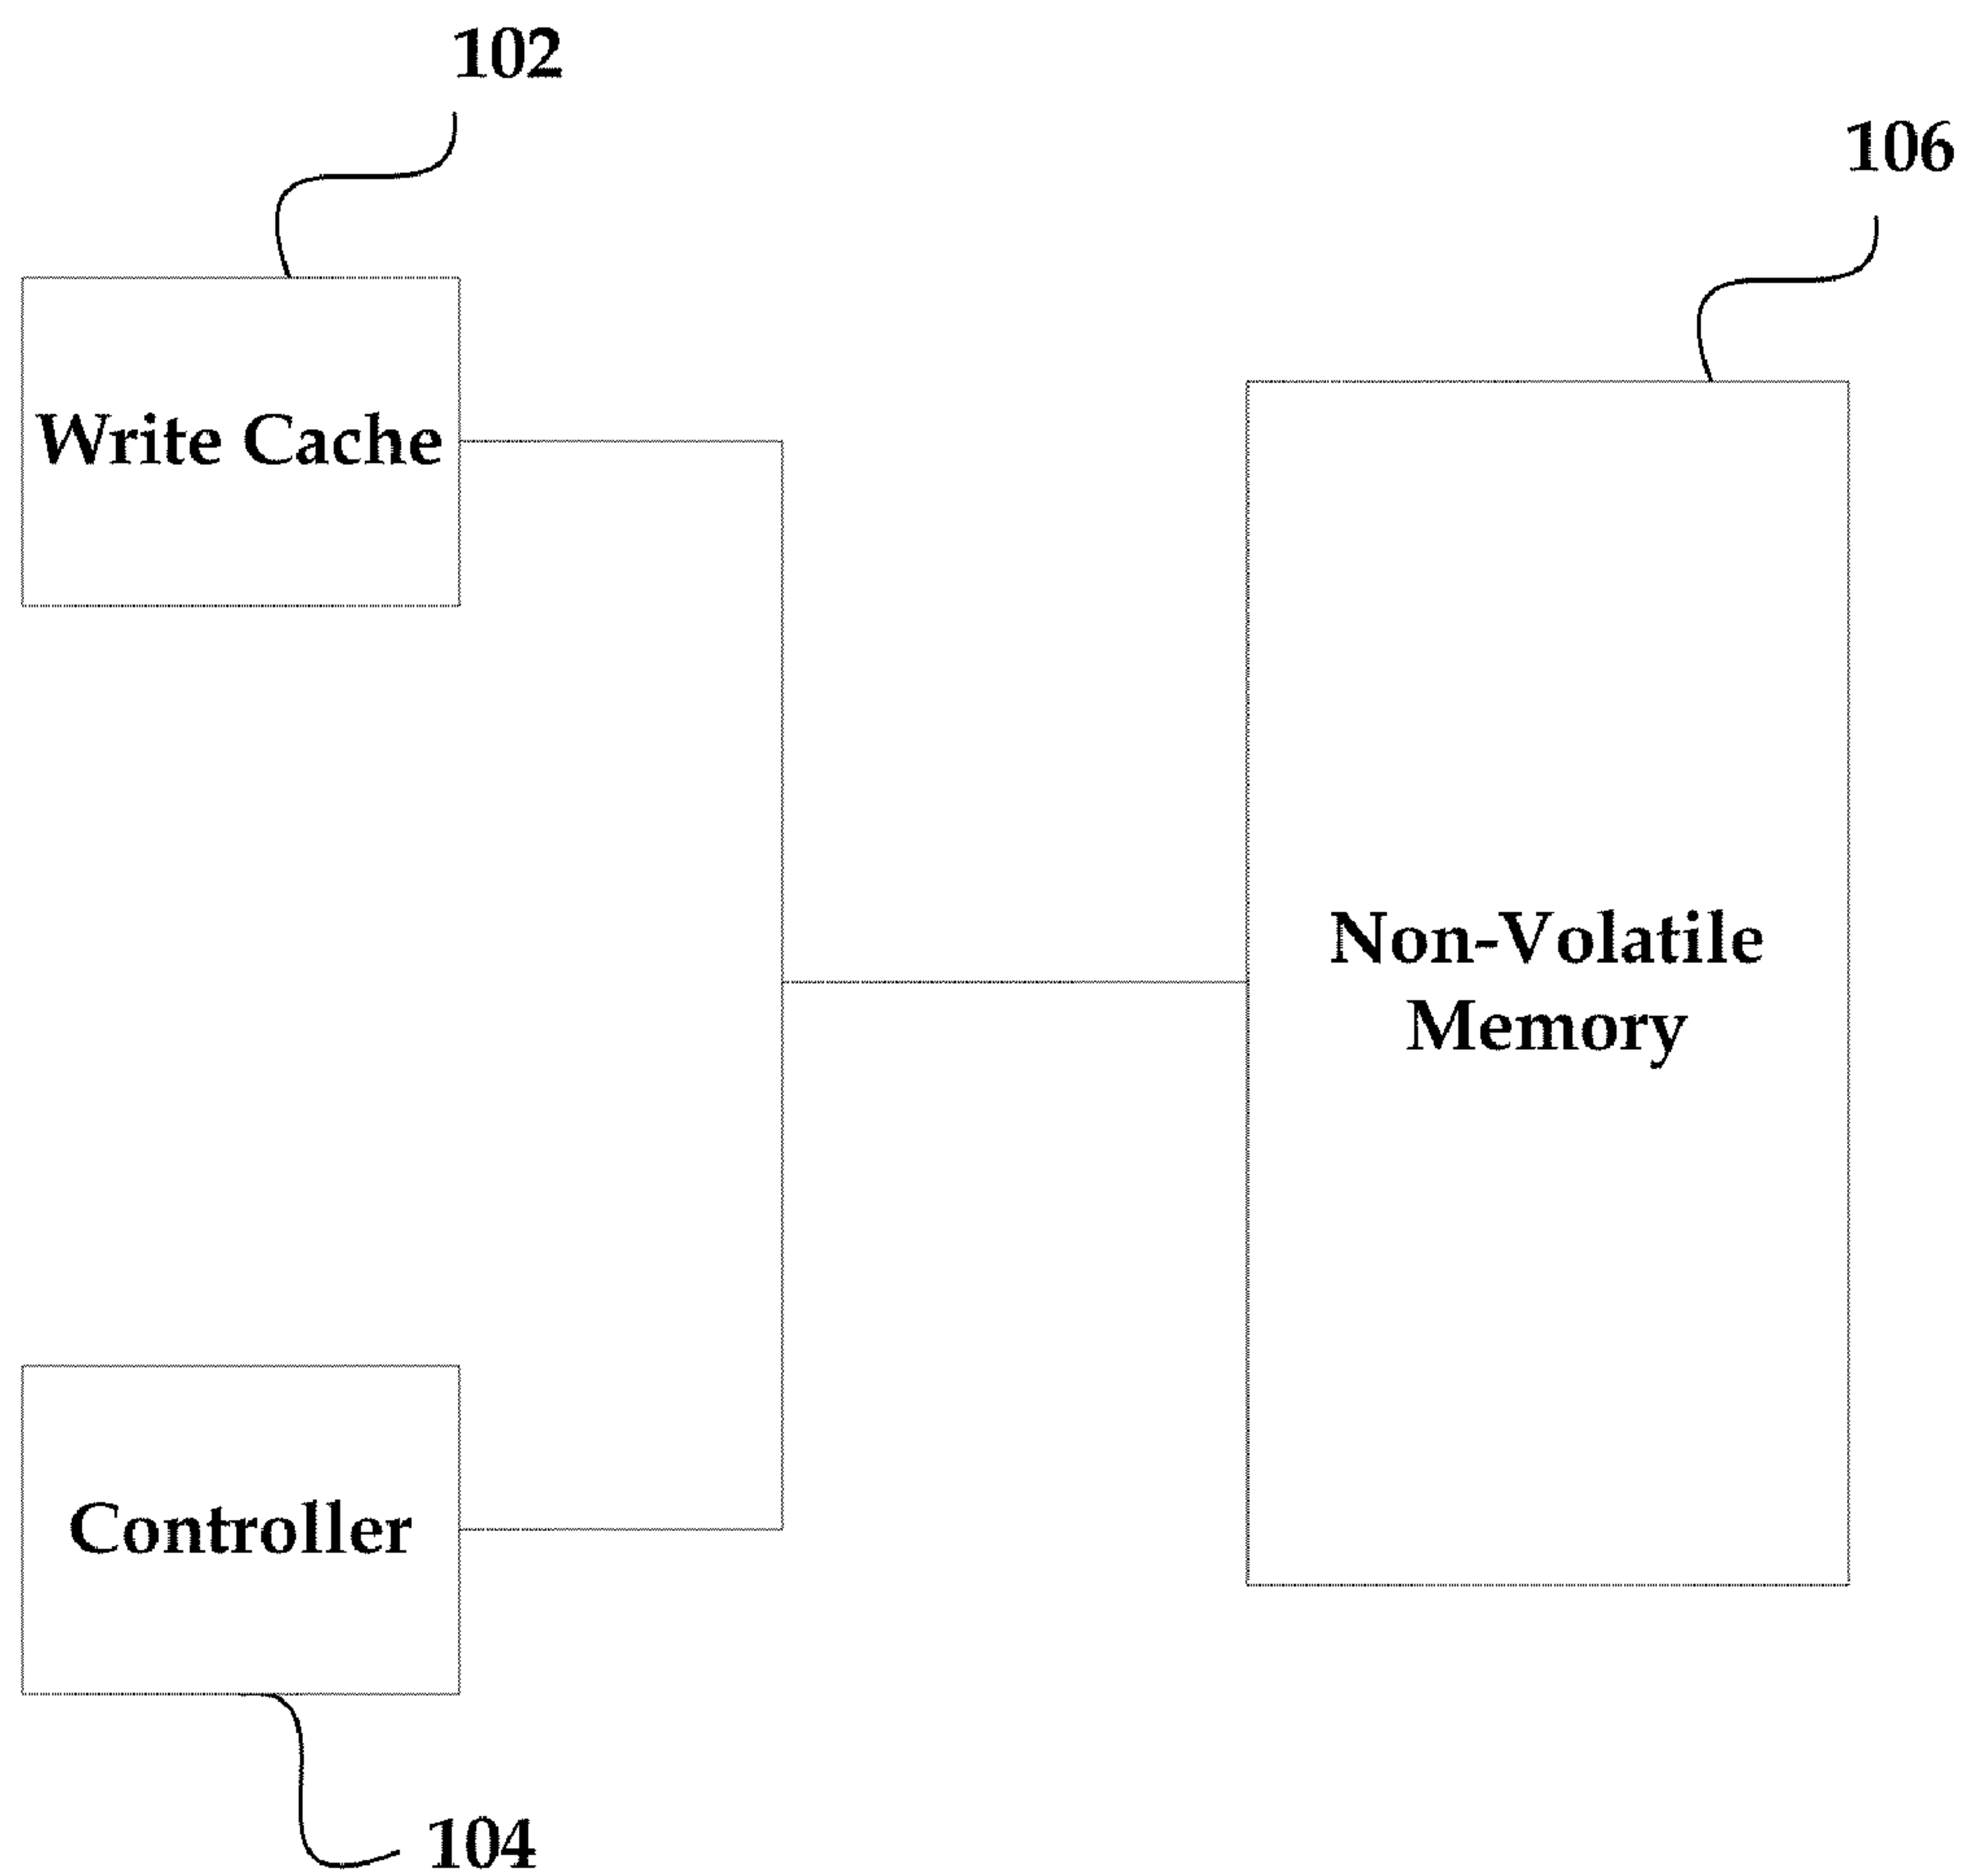 102
106
Write Cache
Non-Volatile
Memory
Controller
104